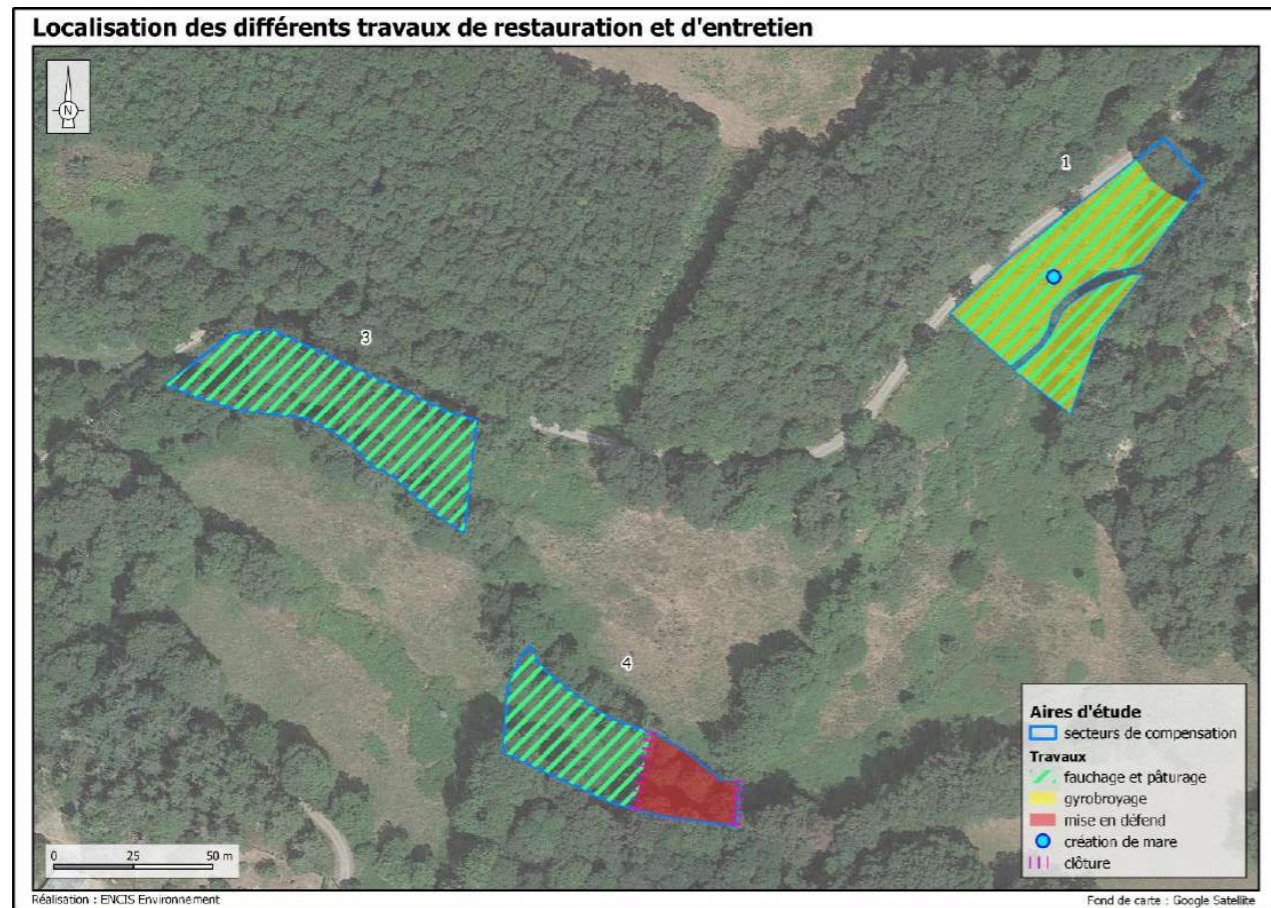 Localisation des différents travaux de restauration et d'entretien
N
1
3
4
Aires d'étude
secteurs de compensation
Travaux
fauchage et pâturage
gyrobroyage
mise en défend
création de mare
clôture
0 25 50 m
Réalisation : ENCIS Environnement
Fond de carte : Google Satellite